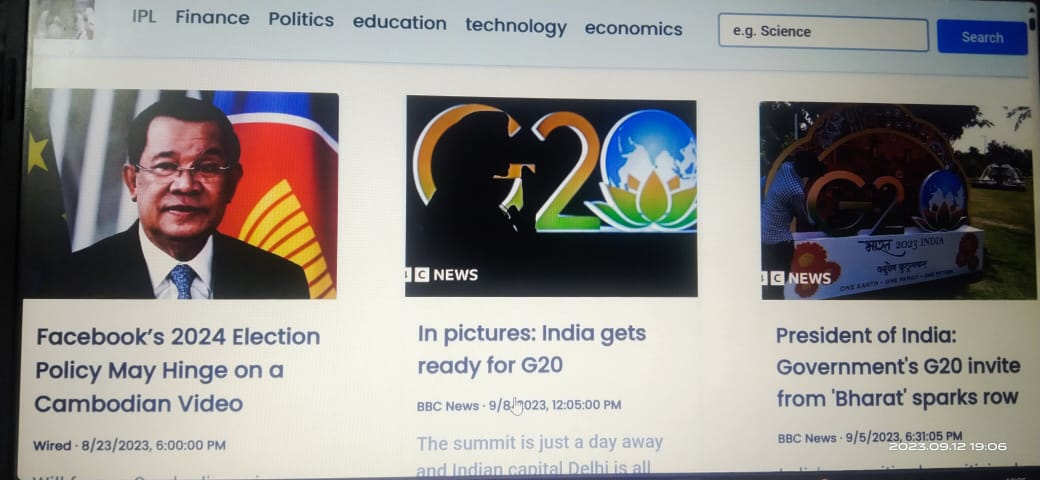 IPL Finance Politics education technology economics
e.g. Science
Search
G20
C NEWS
G2
भारत 2023 INDIA
वसुधैव कुटुम्बकम्
ONE EARTH • ONE FAMILY • ONE FUTURE
C NEWS
Facebook's 2024 Election
Policy May Hinge on a
Cambodian Video
Wired · 8/23/2023, 6:00:00 PM
In pictures: India gets
ready for G20
BBC News · 9/8/2023, 12:05:00 PM
The summit is just a day away
and Indian capital Delhi is all
President of India:
Government's G20 invite
from 'Bharat' sparks row
BBC News · 9/5/2023, 6:31:05 PM
2023.09.12 19:06